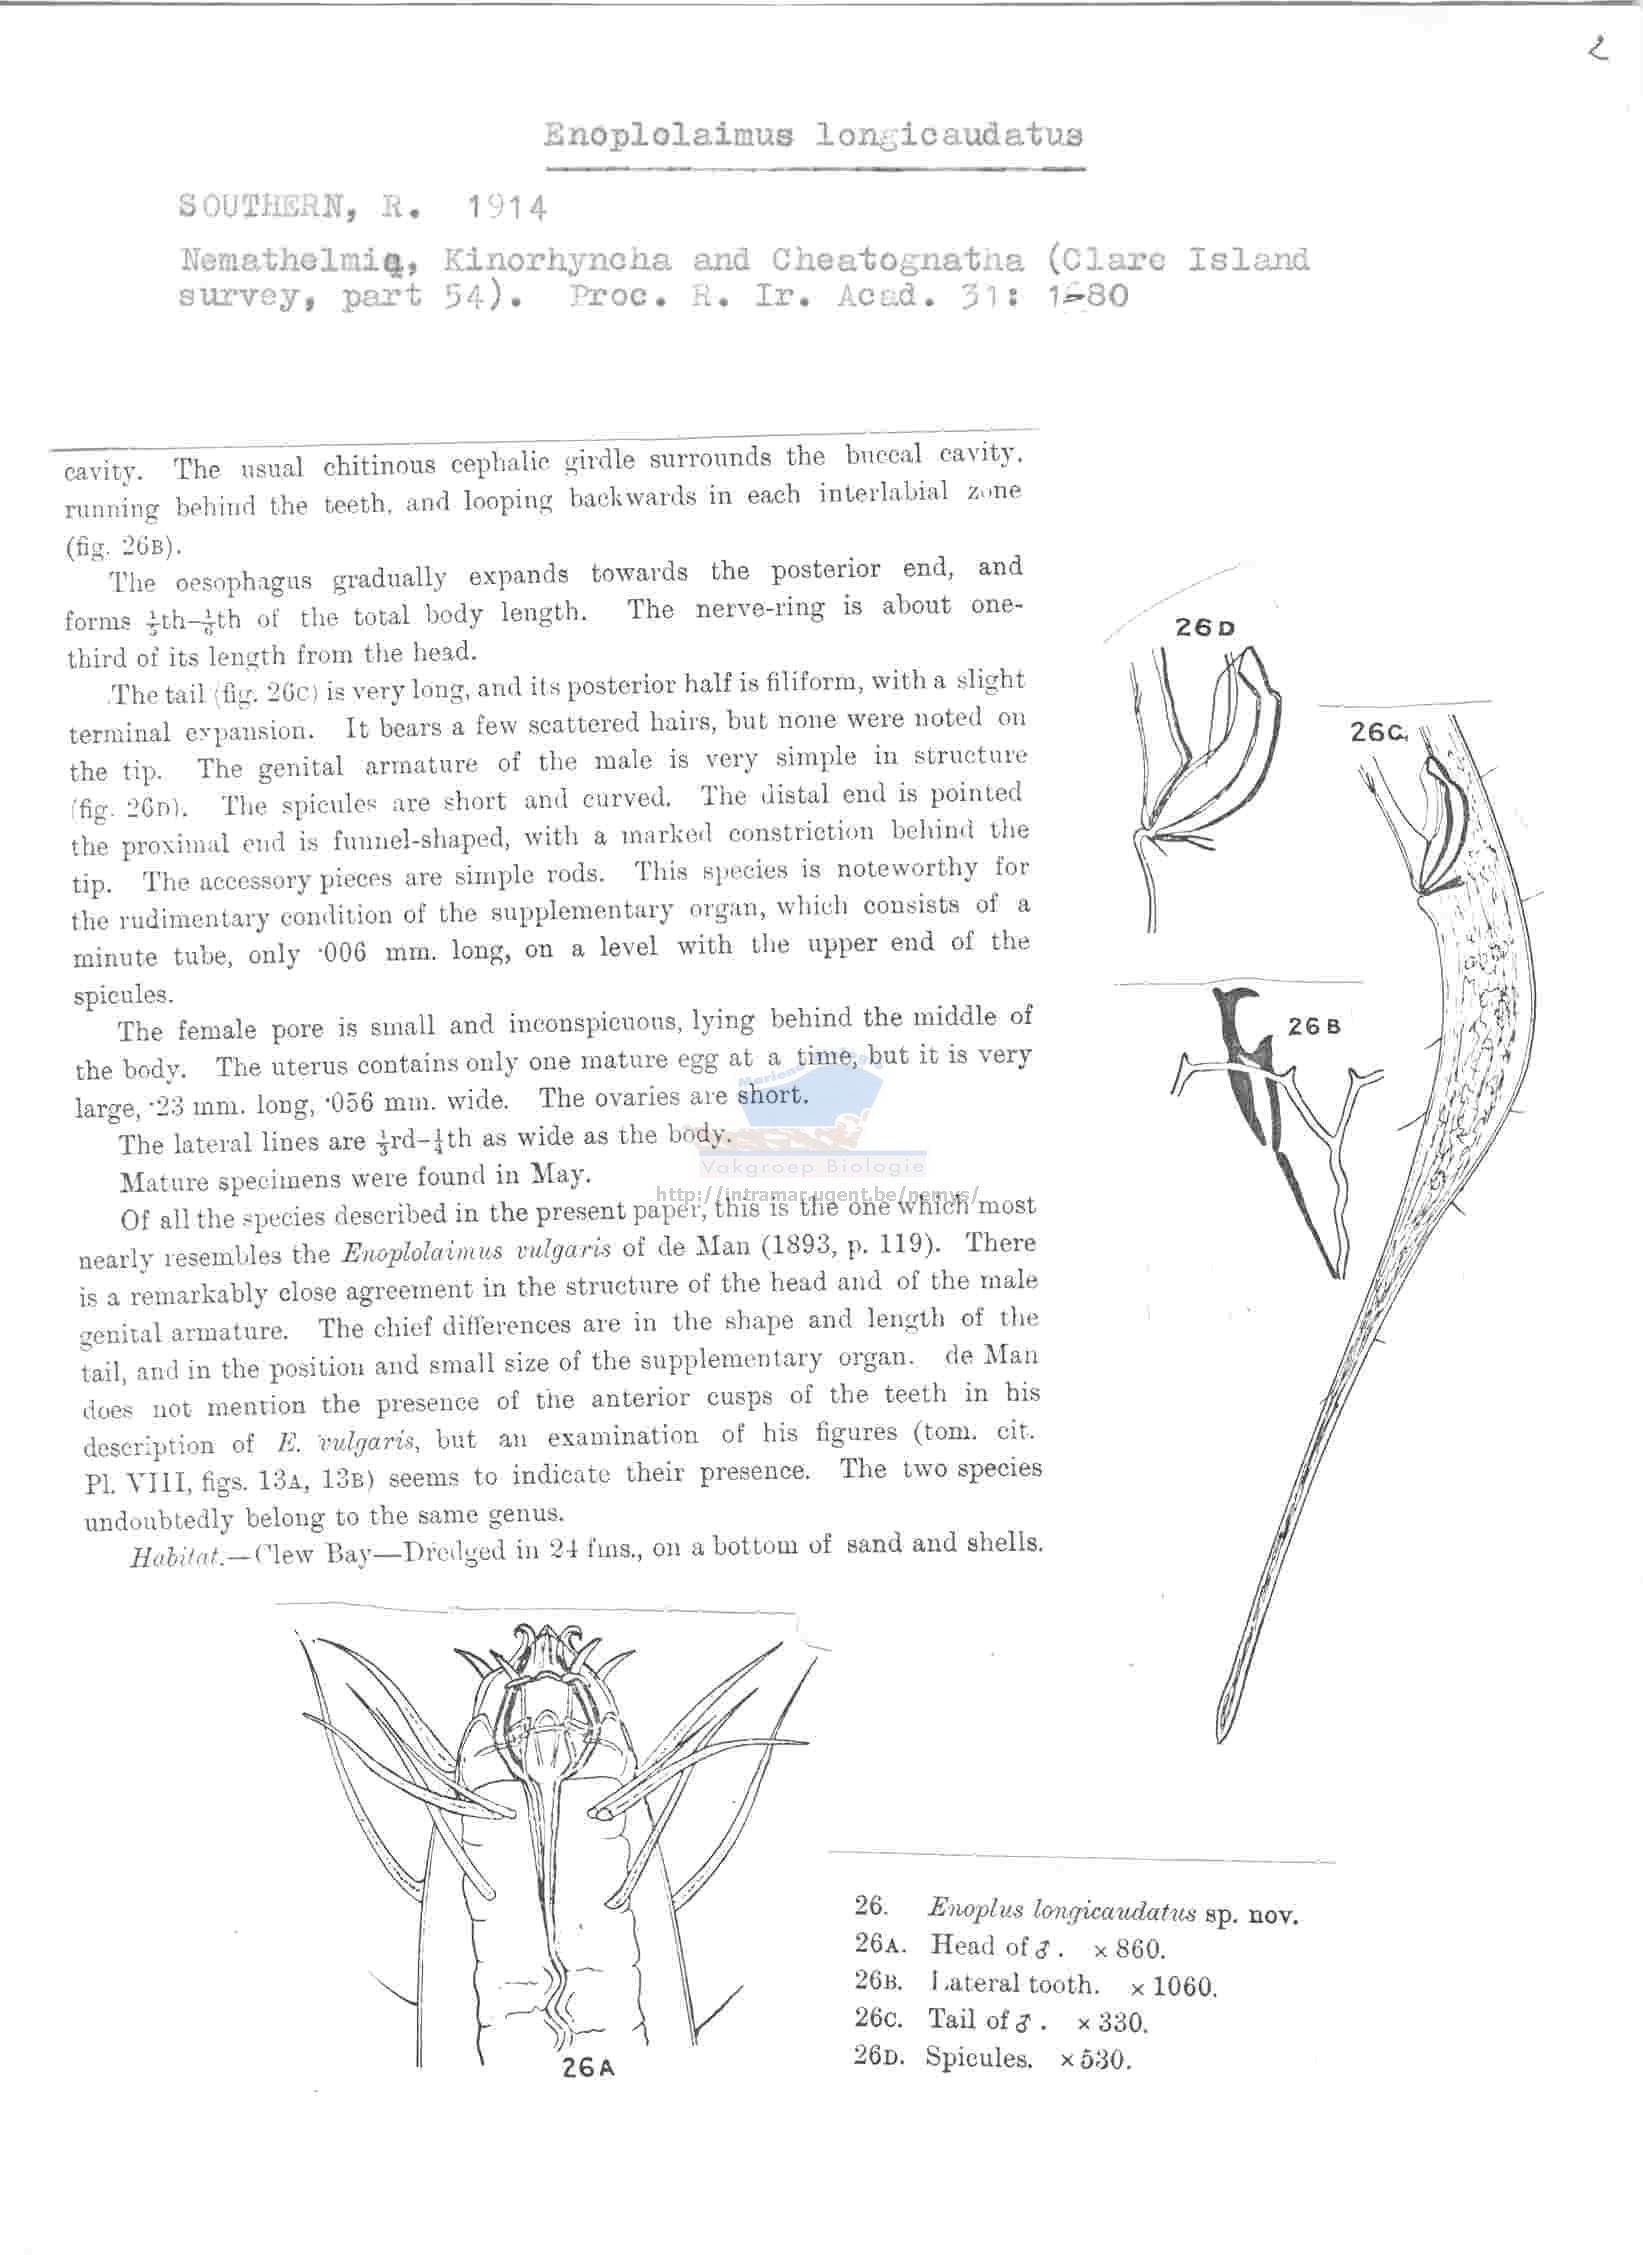 2
Enoplolaimus longicaudatus
SOUTHERN, R. 1914
Nemathelmia, Kinorhyncha and Cheatognatha (Clare Island
survey, part 54). Proc. R. Ir. Acad. 31: 1-80
cavity. The usual chitinous cephalic girdle surrounds the buccal cavity,
running behind the teeth, and looping backwards in each interlabial zone
(fig. 26B).
The oesophagus gradually expands towards the posterior end, and
forms ⅕th–⅙th of the total body length. The nerve-ring is about one-
third of its length from the head.
The tail (fig. 26C) is very long, and its posterior half is filiform, with a slight
terminal expansion. It bears a few scattered hairs, but none were noted on
the tip. The genital armature of the male is very simple in structure
(fig. 26D). The spicules are short and curved. The distal end is pointed
the proximal end is funnel-shaped, with a marked constriction behind the
tip. The accessory pieces are simple rods. This species is noteworthy for
the rudimentary condition of the supplementary organ, which consists of a
minute tube, only ·006 mm. long, on a level with the upper end of the
spicules.
The female pore is small and inconspicuous, lying behind the middle of
the body. The uterus contains only one mature egg at a time, but it is very
large, ·23 mm. long, ·056 mm. wide. The ovaries are short.
The lateral lines are ⅓rd–¼th as wide as the body.
Mature specimens were found in May.
Of all the species described in the present paper, this is the one which most
nearly resembles the Enoplolaimus vulgaris of de Man (1893, p. 119). There
is a remarkably close agreement in the structure of the head and of the male
genital armature. The chief differences are in the shape and length of the
tail, and in the position and small size of the supplementary organ. de Man
does not mention the presence of the anterior cusps of the teeth in his
description of E. vulgaris, but an examination of his figures (tom. cit.
Pl. VIII, figs. 13A, 13B) seems to indicate their presence. The two species
undoubtedly belong to the same genus.
Habitat.—Clew Bay—Dredged in 24 fms., on a bottom of sand and shells.
Vakgroep Biologie
http://intramar.ugent.be/nemys/
26D
26C
26B
26A
26. Enoplus longicaudatus sp. nov.
26A. Head of ♂. × 860.
26B. Lateral tooth. × 1060.
26C. Tail of ♂. × 330.
26D. Spicules. × 530.